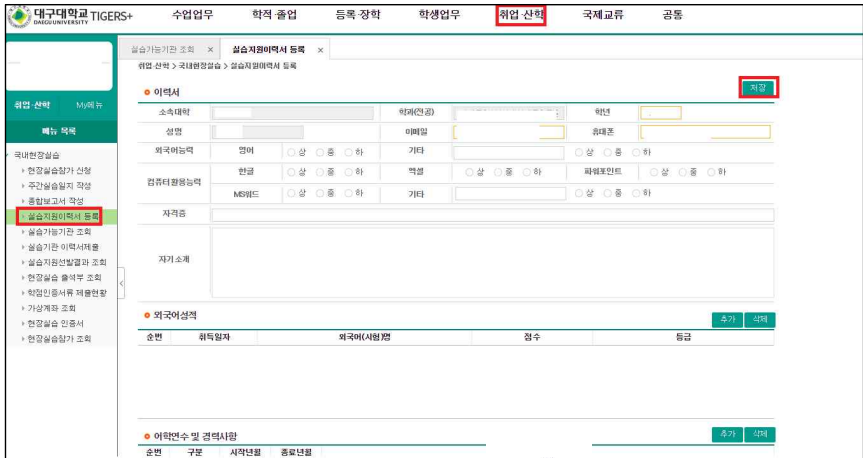 대구대학교 TIGERS+ 수업업무 학적·졸업 등록·장학 학생업무 취업·산학 국제교류 공통
DAEGU UNIVERSITY
실습가능기관 조회 × 실습지원이력서 등록 ×
취업·산학 > 국내현장실습 > 실습지원이력서 등록
이력서 저장
취업·산학 My메뉴
메뉴 목록
소속대학 학과(전공) 학년
성명 이메일 휴대폰
외국어능력 영어 상 중 하 기타 상 중 하
컴퓨터활용능력 한글 상 중 하 엑셀 상 중 하 파워포인트 상 중 하
MS워드 상 중 하 기타 상 중 하
자격증
자기소개
국내현장실습
현장실습참가 신청
주간실습일지 작성
종합보고서 작성
실습지원이력서 등록
실습가능기관 조회
실습기관 이력서제출
실습지원선발결과 조회
현장실습 출석부 조회
학점인증서류 제출현황
가상계좌 조회
현장실습 인증서
현장실습참가 조회
외국어성적 추가 삭제
순번 취득일자 외국어(시험)명 점수 등급
어학연수 및 경력사항 추가 삭제
순번 구분 시작년월 종료년월